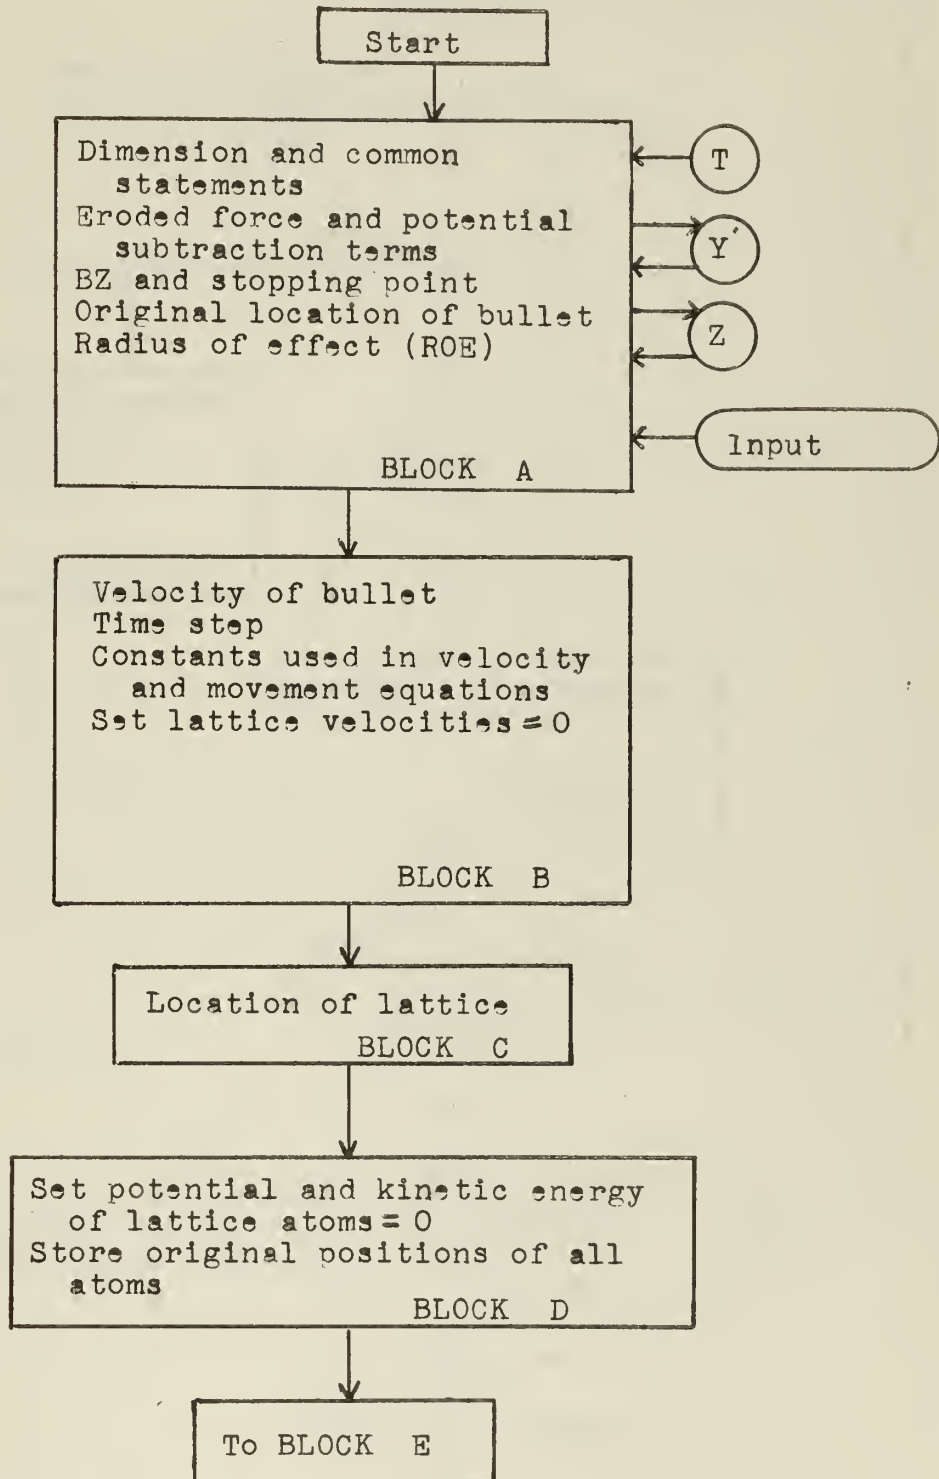 Start
Dimension and common
statements
Eroded force and potential
subtraction terms
BZ and stopping point
Original location of bullet
Radius of effect (ROE)
BLOCK A
T
Y
Z
Input
Velocity of bullet
Time step
Constants used in velocity
and movement equations
Set lattice velocities = 0
BLOCK B
Location of lattice
BLOCK C
Set potential and kinetic energy
of lattice atoms = 0
Store original positions of all
atoms
BLOCK D
To BLOCK E